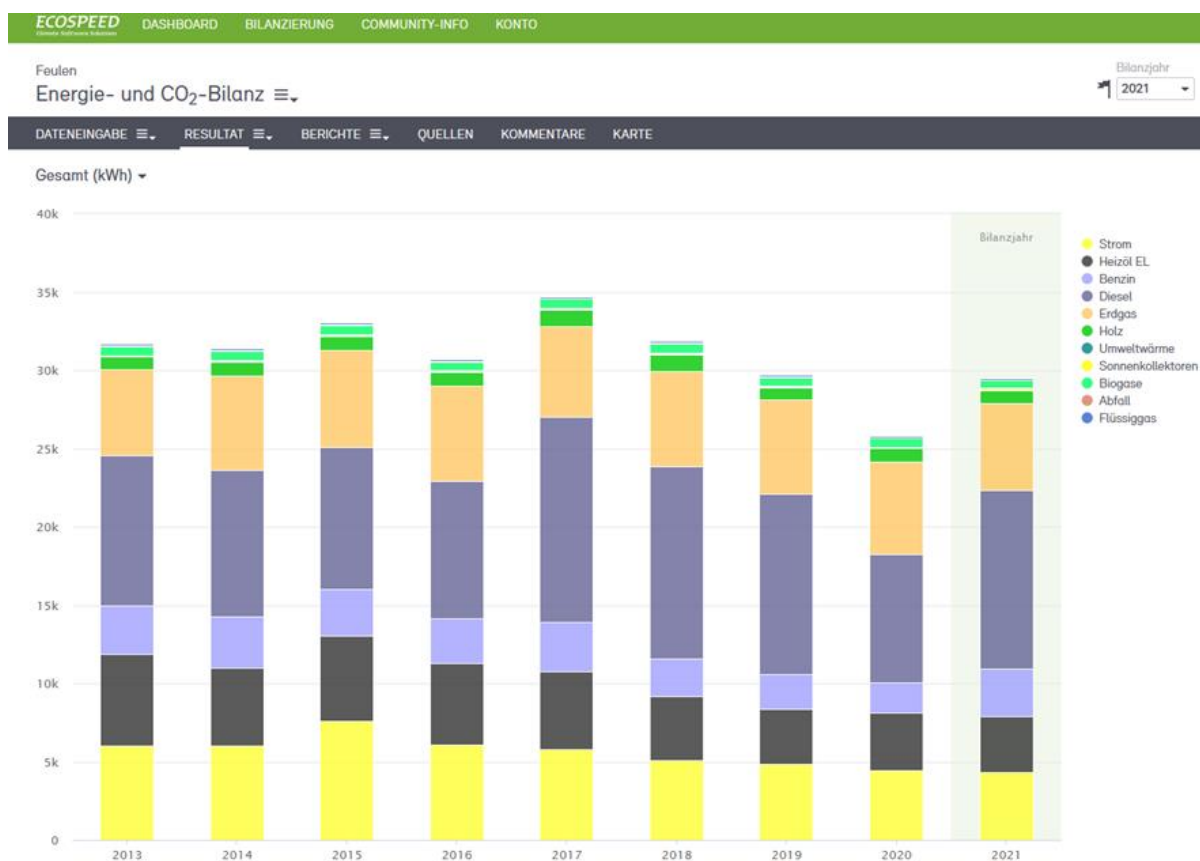 ECOSPEED DASHBOARD BILANZIERUNG COMMUNITY-INFO KONTO
Climate Software Solutions
Feulen
Energie- und CO₂-Bilanz
Bilanzjahr
2021
DATENEINGABE RESULTAT BERICHTE QUELLEN KOMMENTARE KARTE
Gesamt (kWh)
40k
35k
30k
25k
20k
15k
10k
5k
0
2013 2014 2015 2016 2017 2018 2019 2020 2021
Bilanzjahr
Strom
Heizöl EL
Benzin
Diesel
Erdgas
Holz
Umweltwärme
Sonnenkollektoren
Biogase
Abfall
Flüssiggas